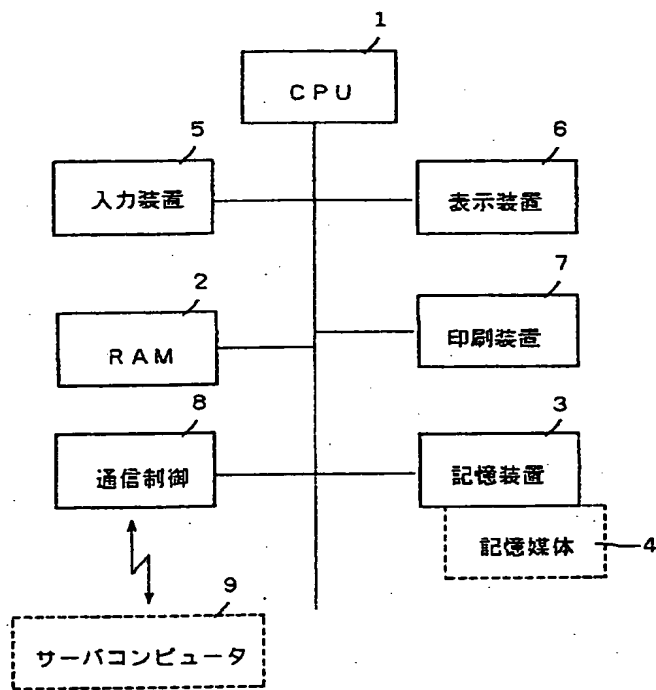 1
CPU
5
入力装置
6
表示装置
2
RAM
7
印刷装置
8
通信制御
3
記憶装置
記憶媒体
4
9
サーバコンピュータ